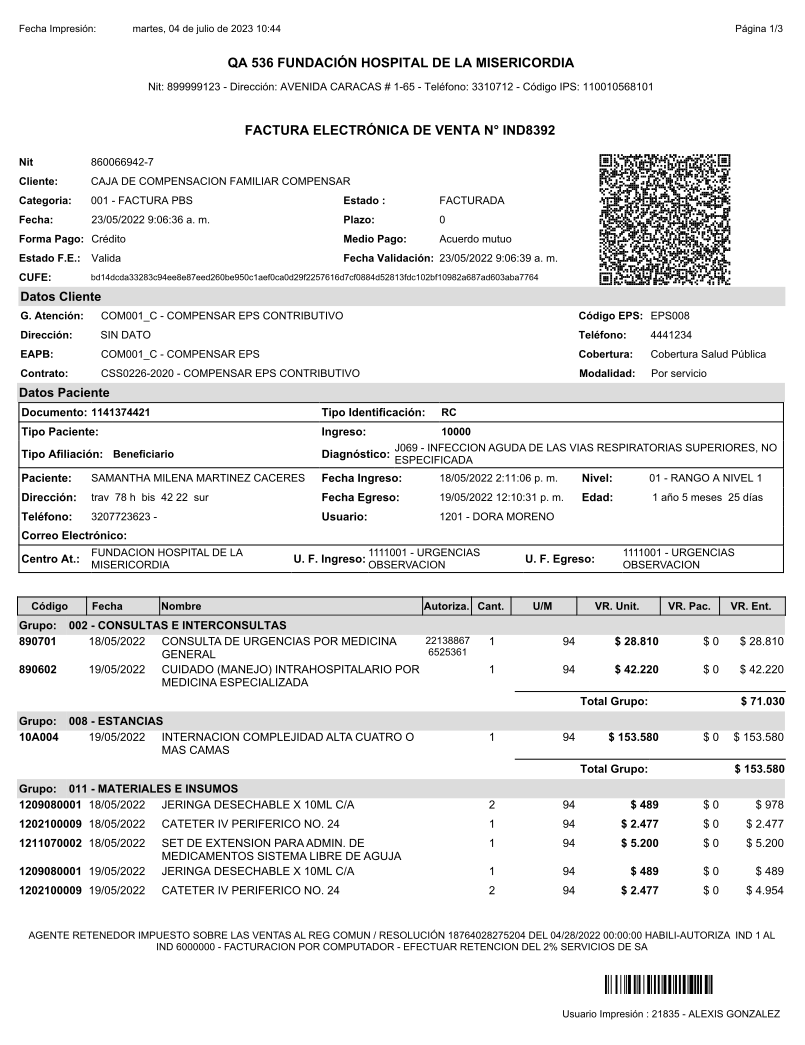 Fecha Impresión: martes, 04 de julio de 2023 10:44 Página 1/3
QA 536 FUNDACIÓN HOSPITAL DE LA MISERICORDIA
Nit: 899999123 - Dirección: AVENIDA CARACAS # 1-65 - Teléfono: 3310712 - Código IPS: 110010568101
FACTURA ELECTRÓNICA DE VENTA N° IND8392
Nit 860066942-7
Cliente: CAJA DE COMPENSACION FAMILIAR COMPENSAR
Categoria: 001 - FACTURA PBS Estado : FACTURADA
Fecha: 23/05/2022 9:06:36 a. m. Plazo: 0
Forma Pago: Crédito Medio Pago: Acuerdo mutuo
Estado F.E.: Valida Fecha Validación: 23/05/2022 9:06:39 a. m.
CUFE: bd14dcda33283c94ee8e87eed260be950c1aef0ca0d29f2257616d7cf0884d52813fdc102bf10982a687ad603aba7764
Datos Cliente
G. Atención: COM001_C - COMPENSAR EPS CONTRIBUTIVO Código EPS: EPS008
Dirección: SIN DATO Teléfono: 4441234
EAPB: COM001_C - COMPENSAR EPS Cobertura: Cobertura Salud Pública
Contrato: CSS0226-2020 - COMPENSAR EPS CONTRIBUTIVO Modalidad: Por servicio
Datos Paciente
Documento: 1141374421 Tipo Identificación: RC
Tipo Paciente: Ingreso: 10000
Tipo Afiliación: Beneficiario Diagnóstico: J069 - INFECCION AGUDA DE LAS VIAS RESPIRATORIAS SUPERIORES, NO
ESPECIFICADA
Paciente: SAMANTHA MILENA MARTINEZ CACERES Fecha Ingreso: 18/05/2022 2:11:06 p. m. Nivel: 01 - RANGO A NIVEL 1
Dirección: trav 78 h bis 42 22 sur Fecha Egreso: 19/05/2022 12:10:31 p. m. Edad: 1 año 5 meses 25 días
Teléfono: 3207723623 - Usuario: 1201 - DORA MORENO
Correo Electrónico:
Centro At.: FUNDACION HOSPITAL DE LA U. F. Ingreso: 1111001 - URGENCIAS U. F. Egreso: 1111001 - URGENCIAS
MISERICORDIA OBSERVACION OBSERVACION
Código Fecha Nombre Autoriza. Cant. U/M VR. Unit. VR. Pac. VR. Ent.
Grupo: 002 - CONSULTAS E INTERCONSULTAS
890701 18/05/2022 CONSULTA DE URGENCIAS POR MEDICINA 22138867 1 94 $ 28.810 $ 0 $ 28.810
GENERAL 6525361
890602 19/05/2022 CUIDADO (MANEJO) INTRAHOSPITALARIO POR 1 94 $ 42.220 $ 0 $ 42.220
MEDICINA ESPECIALIZADA
Total Grupo: $ 71.030
Grupo: 008 - ESTANCIAS
10A004 19/05/2022 INTERNACION COMPLEJIDAD ALTA CUATRO O 1 94 $ 153.580 $ 0 $ 153.580
MAS CAMAS
Total Grupo: $ 153.580
Grupo: 011 - MATERIALES E INSUMOS
1209080001 18/05/2022 JERINGA DESECHABLE X 10ML C/A 2 94 $ 489 $ 0 $ 978
1202100009 18/05/2022 CATETER IV PERIFERICO NO. 24 1 94 $ 2.477 $ 0 $ 2.477
1211070002 18/05/2022 SET DE EXTENSION PARA ADMIN. DE 1 94 $ 5.200 $ 0 $ 5.200
MEDICAMENTOS SISTEMA LIBRE DE AGUJA
1209080001 19/05/2022 JERINGA DESECHABLE X 10ML C/A 1 94 $ 489 $ 0 $ 489
1202100009 19/05/2022 CATETER IV PERIFERICO NO. 24 2 94 $ 2.477 $ 0 $ 4.954
AGENTE RETENEDOR IMPUESTO SOBRE LAS VENTAS AL REG COMUN / RESOLUCIÓN 18764028275204 DEL 04/28/2022 00:00:00 HABILI-AUTORIZA IND 1 AL
IND 6000000 - FACTURACION POR COMPUTADOR - EFECTUAR RETENCION DEL 2% SERVICIOS DE SA
Usuario Impresión : 21835 - ALEXIS GONZALEZ